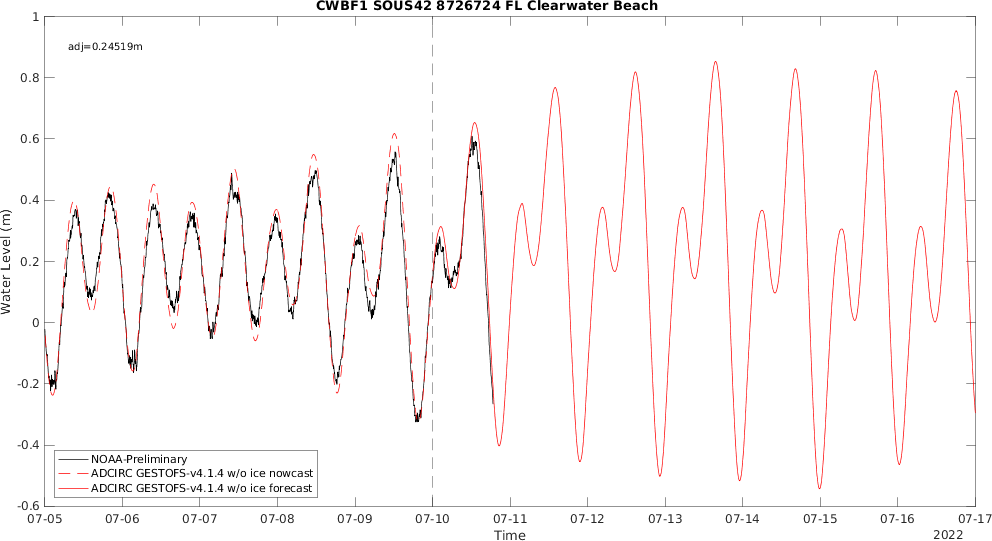 CWBF1 SOUS42 8726724 FL Clearwater Beach
adj=0.24519m
1
0.8
0.6
0.4
0.2
0
-0.2
-0.4
-0.6
Water Level (m)
NOAA-Preliminary
ADCIRC GESTOFS-v4.1.4 w/o ice nowcast
ADCIRC GESTOFS-v4.1.4 w/o ice forecast
07-05 07-06 07-07 07-08 07-09 07-10 07-11 07-12 07-13 07-14 07-15 07-16 07-17
Time
2022